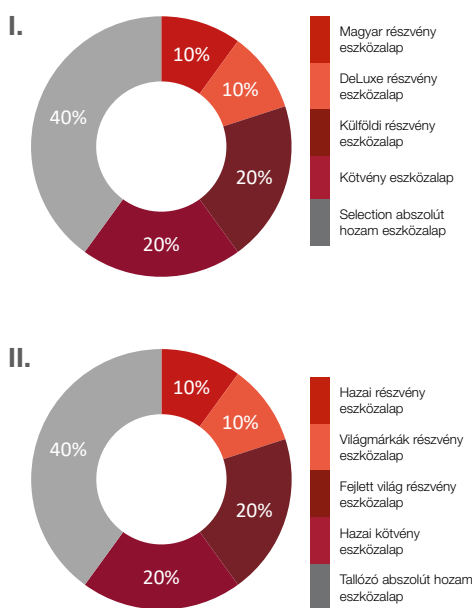 I.
10%
10%
20%
20%
40%
Magyar részvény
eszközalap
DeLuxe részvény
eszközalap
Külföldi részvény
eszközalap
Kötvény eszközalap
Selection abszolút
hozam eszközalap
II.
10%
10%
20%
20%
40%
Hazai részvény
eszközalap
Világmárkák részvény
eszközalap
Fejlett világ részvény
eszközalap
Hazai kötvény
eszközalap
Tallózó abszolút hozam
eszközalap